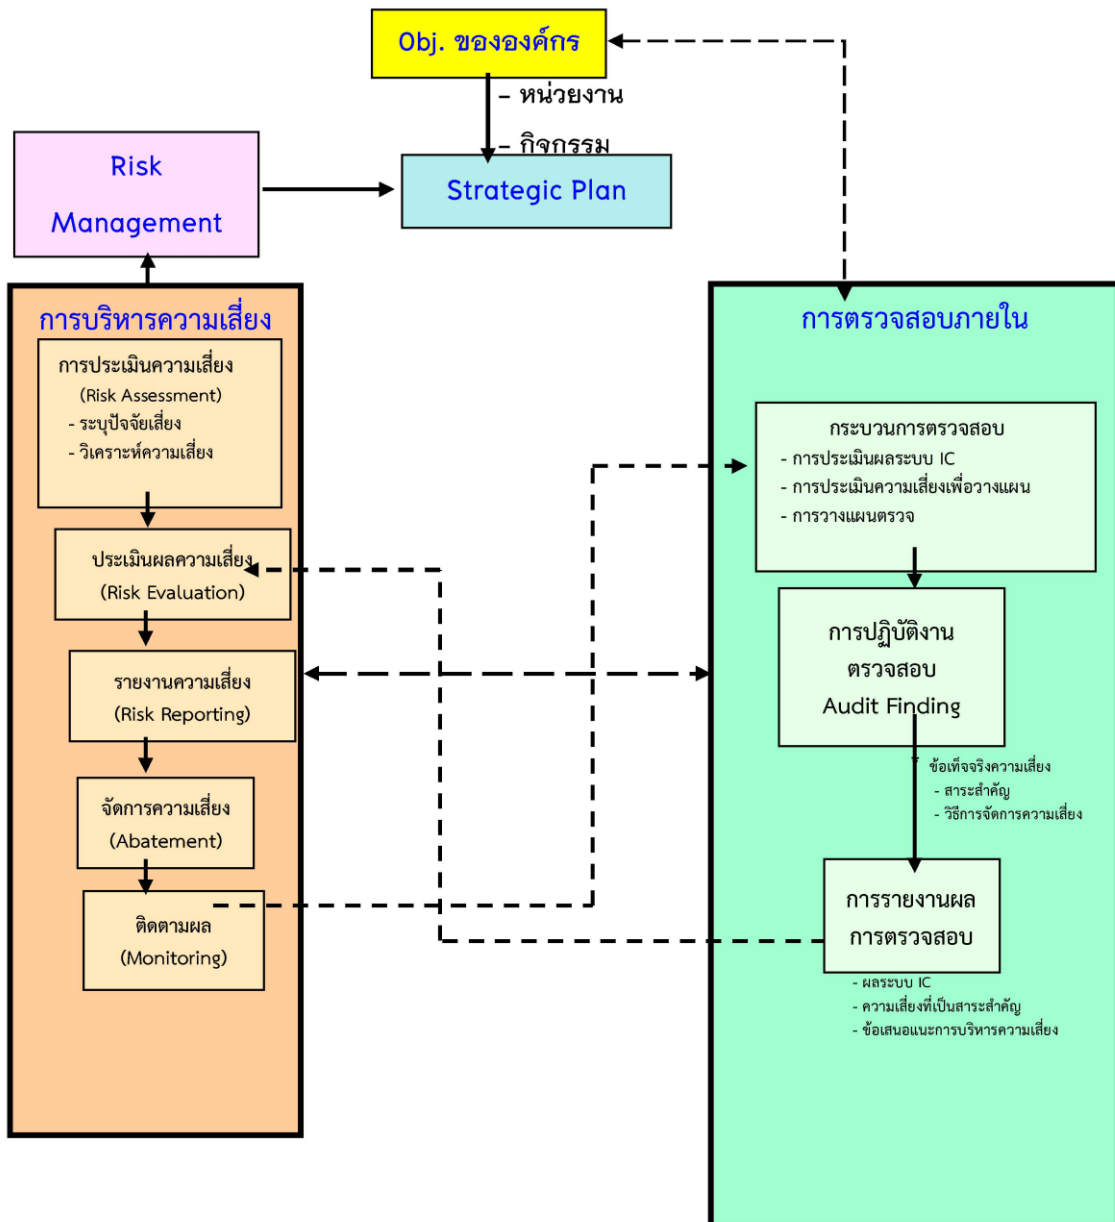 Obj. ขององค์กร
– หน่วยงาน
– กิจกรรม
Risk
Management
Strategic Plan
การบริหารความเสี่ยง
การประเมินความเสี่ยง
(Risk Assessment)
- ระบุปัจจัยเสี่ยง
- วิเคราะห์ความเสี่ยง
ประเมินผลความเสี่ยง
(Risk Evaluation)
รายงานความเสี่ยง
(Risk Reporting)
จัดการความเสี่ยง
(Abatement)
ติดตามผล
(Monitoring)
การตรวจสอบภายใน
กระบวนการตรวจสอบ
- การประเมินผลระบบ IC
- การประเมินความเสี่ยงเพื่อวางแผน
- การวางแผนตรวจ
การปฏิบัติงาน
ตรวจสอบ
Audit Finding
* ข้อเท็จจริงความเสี่ยง
- สาระสำคัญ
- วิธีการจัดการความเสี่ยง
การรายงานผล
การตรวจสอบ
- ผลระบบ IC
- ความเสี่ยงที่เป็นสาระสำคัญ
- ข้อเสนอแนะการบริหารความเสี่ยง